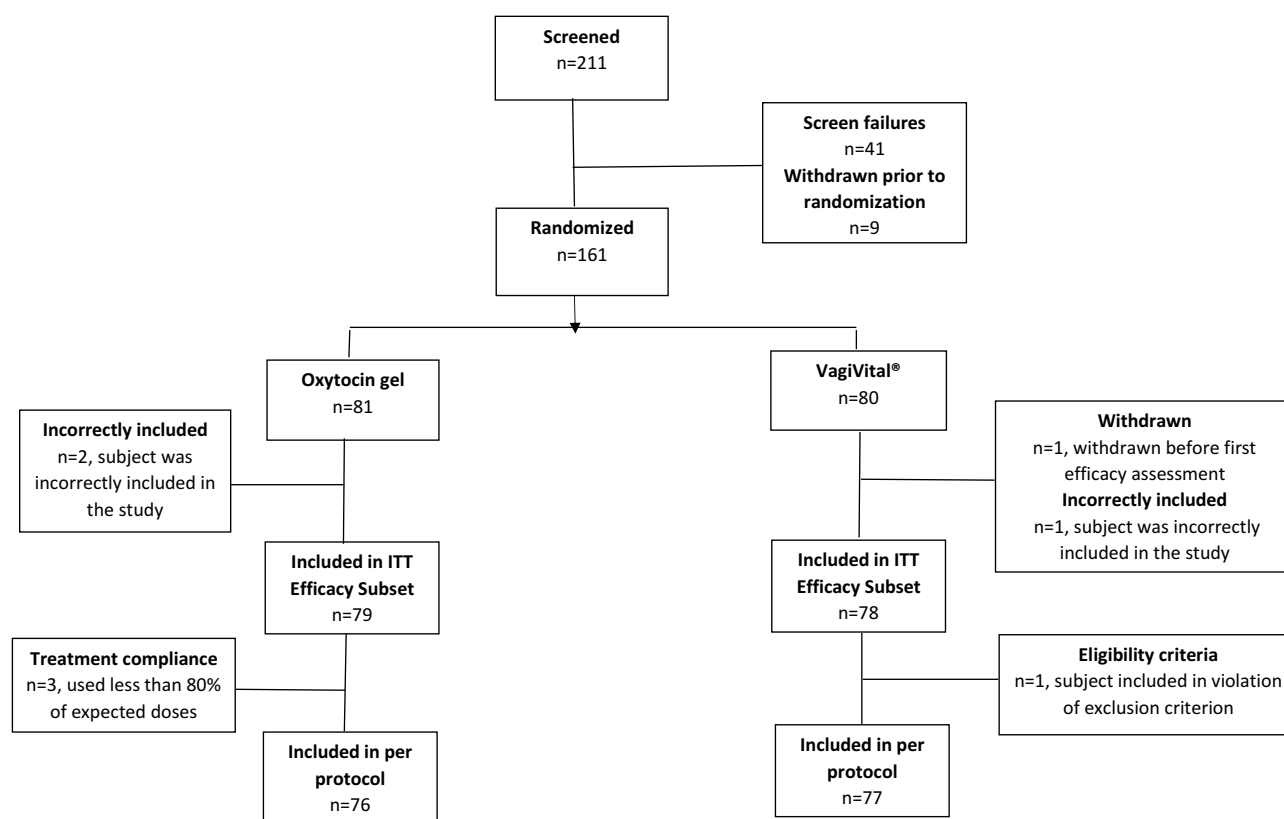 Screened
n=211
Screen failures
n=41
Withdrawn prior to
randomization
n=9
Randomized
n=161
Oxytocin gel
n=81
VagiVital®
n=80
Incorrectly included
n=2, subject was
incorrectly included in
the study
Withdrawn
n=1, withdrawn before first
efficacy assessment
Incorrectly included
n=1, subject was incorrectly
included in the study
Included in ITT
Efficacy Subset
n=79
Included in ITT
Efficacy Subset
n=78
Treatment compliance
n=3, used less than 80%
of expected doses
Eligibility criteria
n=1, subject included in violation
of exclusion criterion
Included in per
protocol
n=76
Included in per
protocol
n=77